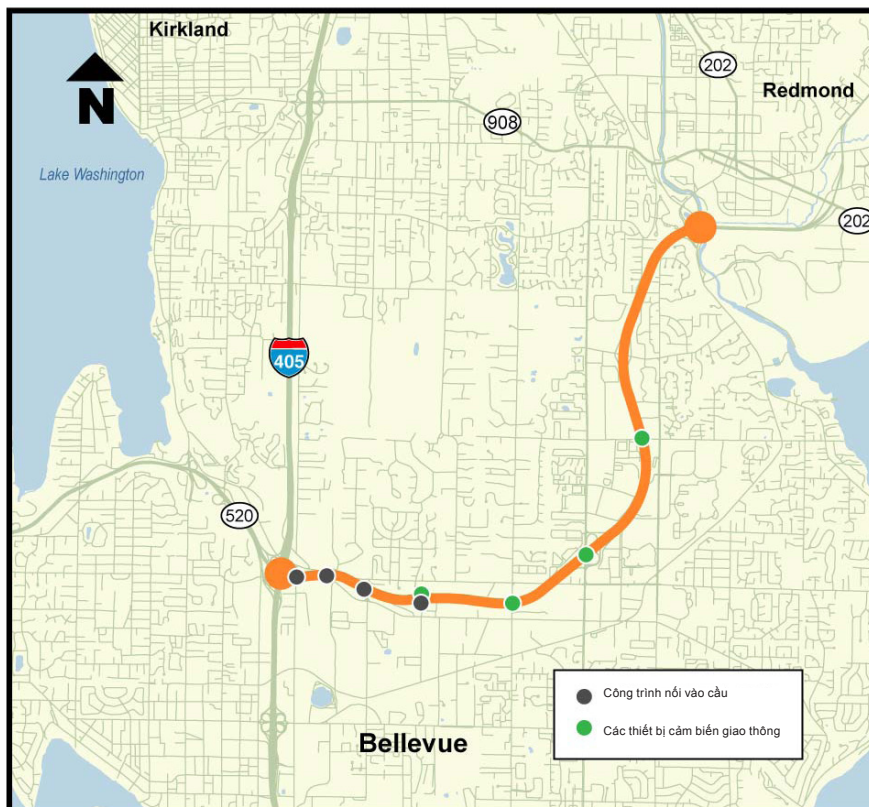 Kirkland
N
202
Redmond
908
Lake Washington
202
405
520
Công trình nối vào cầu
Các thiết bị cảm biến giao thông
Bellevue